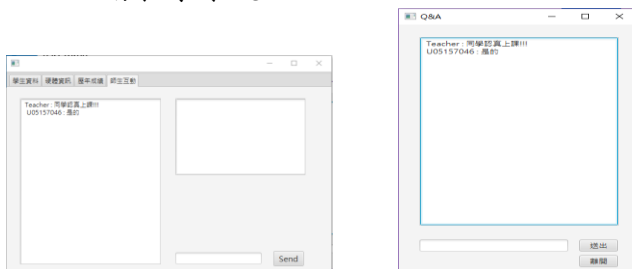 學生資料 硬體資訊 歷年成績 師生互動
Teacher : 同學認真上課!!!
U05157046 : 是的
Send
Q&A
Teacher : 同學認真上課!!!
U05157046 : 是的
送出
離開